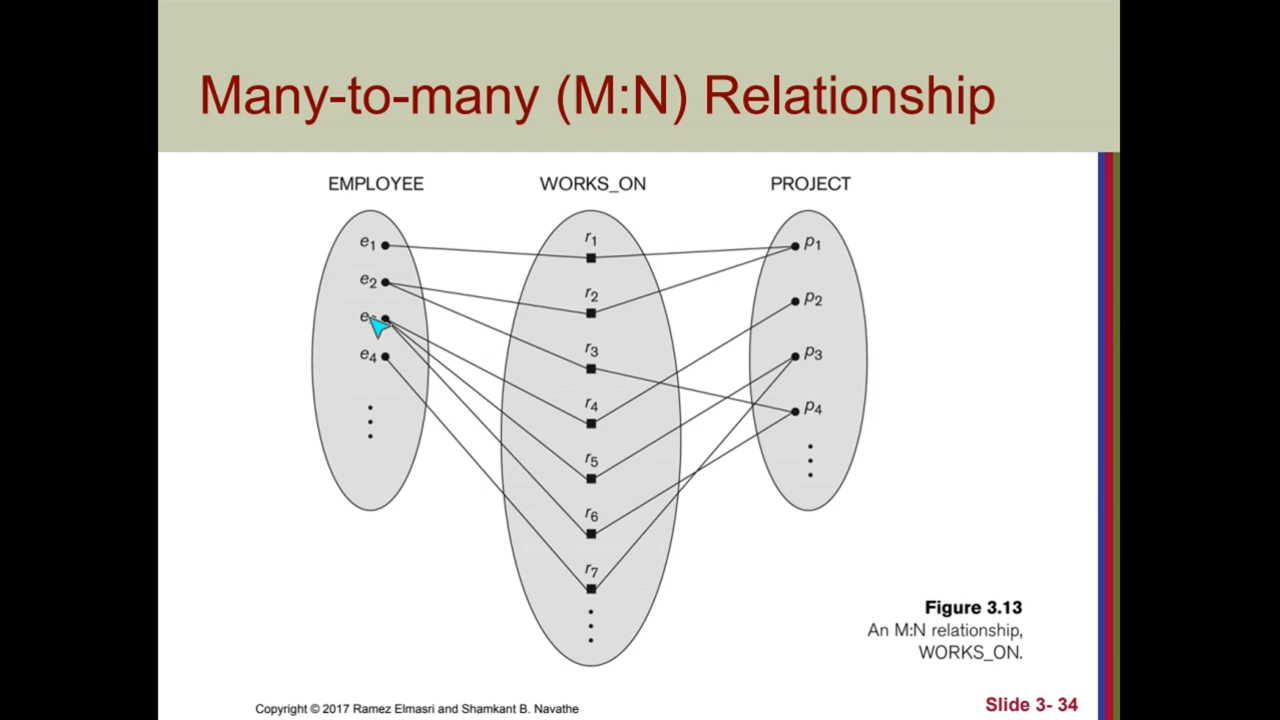 Many-to-many (M:N) Relationship
EMPLOYEE WORKS_ON PROJECT
e1 r1 p1
e2 r2 p2
r3 p3
e4 r4 p4
r5
r6
r7
Figure 3.13
An M:N relationship,
WORKS_ON.
Copyright © 2017 Ramez Elmasri and Shamkant B. Navathe
Slide 3- 34